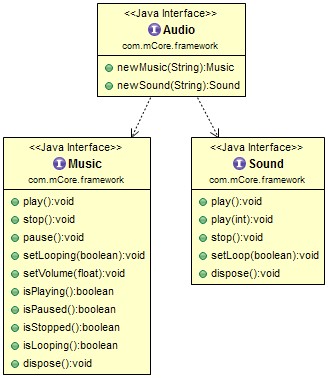 <<Java Interface>>
I Audio
com.mCore.framework
newMusic(String):Music
newSound(String):Sound
<<Java Interface>>
I Music
com.mCore.framework
play():void
stop():void
pause():void
setLooping(boolean):void
setVolume(float):void
isPlaying():boolean
isPaused():boolean
isStopped():boolean
isLooping():boolean
dispose():void
<<Java Interface>>
I Sound
com.mCore.framework
play():void
play(int):void
stop():void
setLoop(boolean):void
dispose():void